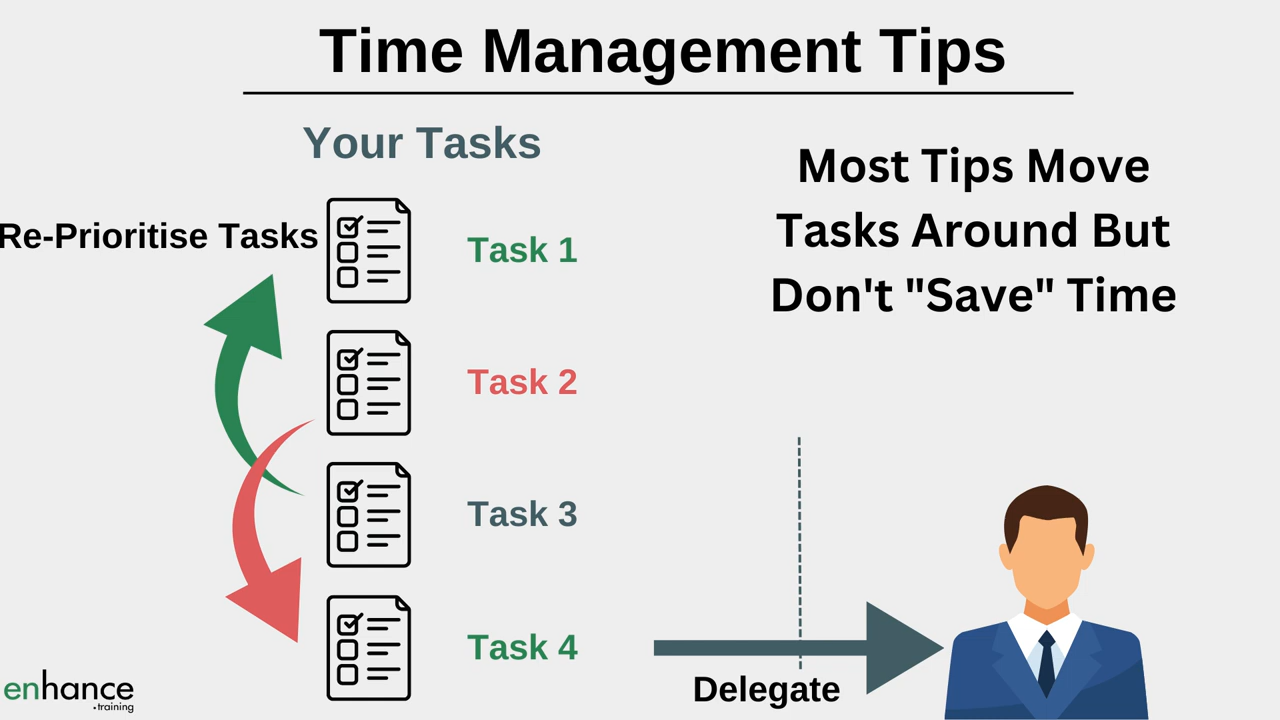 Time Management Tips
Your Tasks
Most Tips Move
Tasks Around But
Don't "Save" Time
Re-Prioritise Tasks
Task 1
Task 2
Task 3
Task 4
Delegate
enhance
training